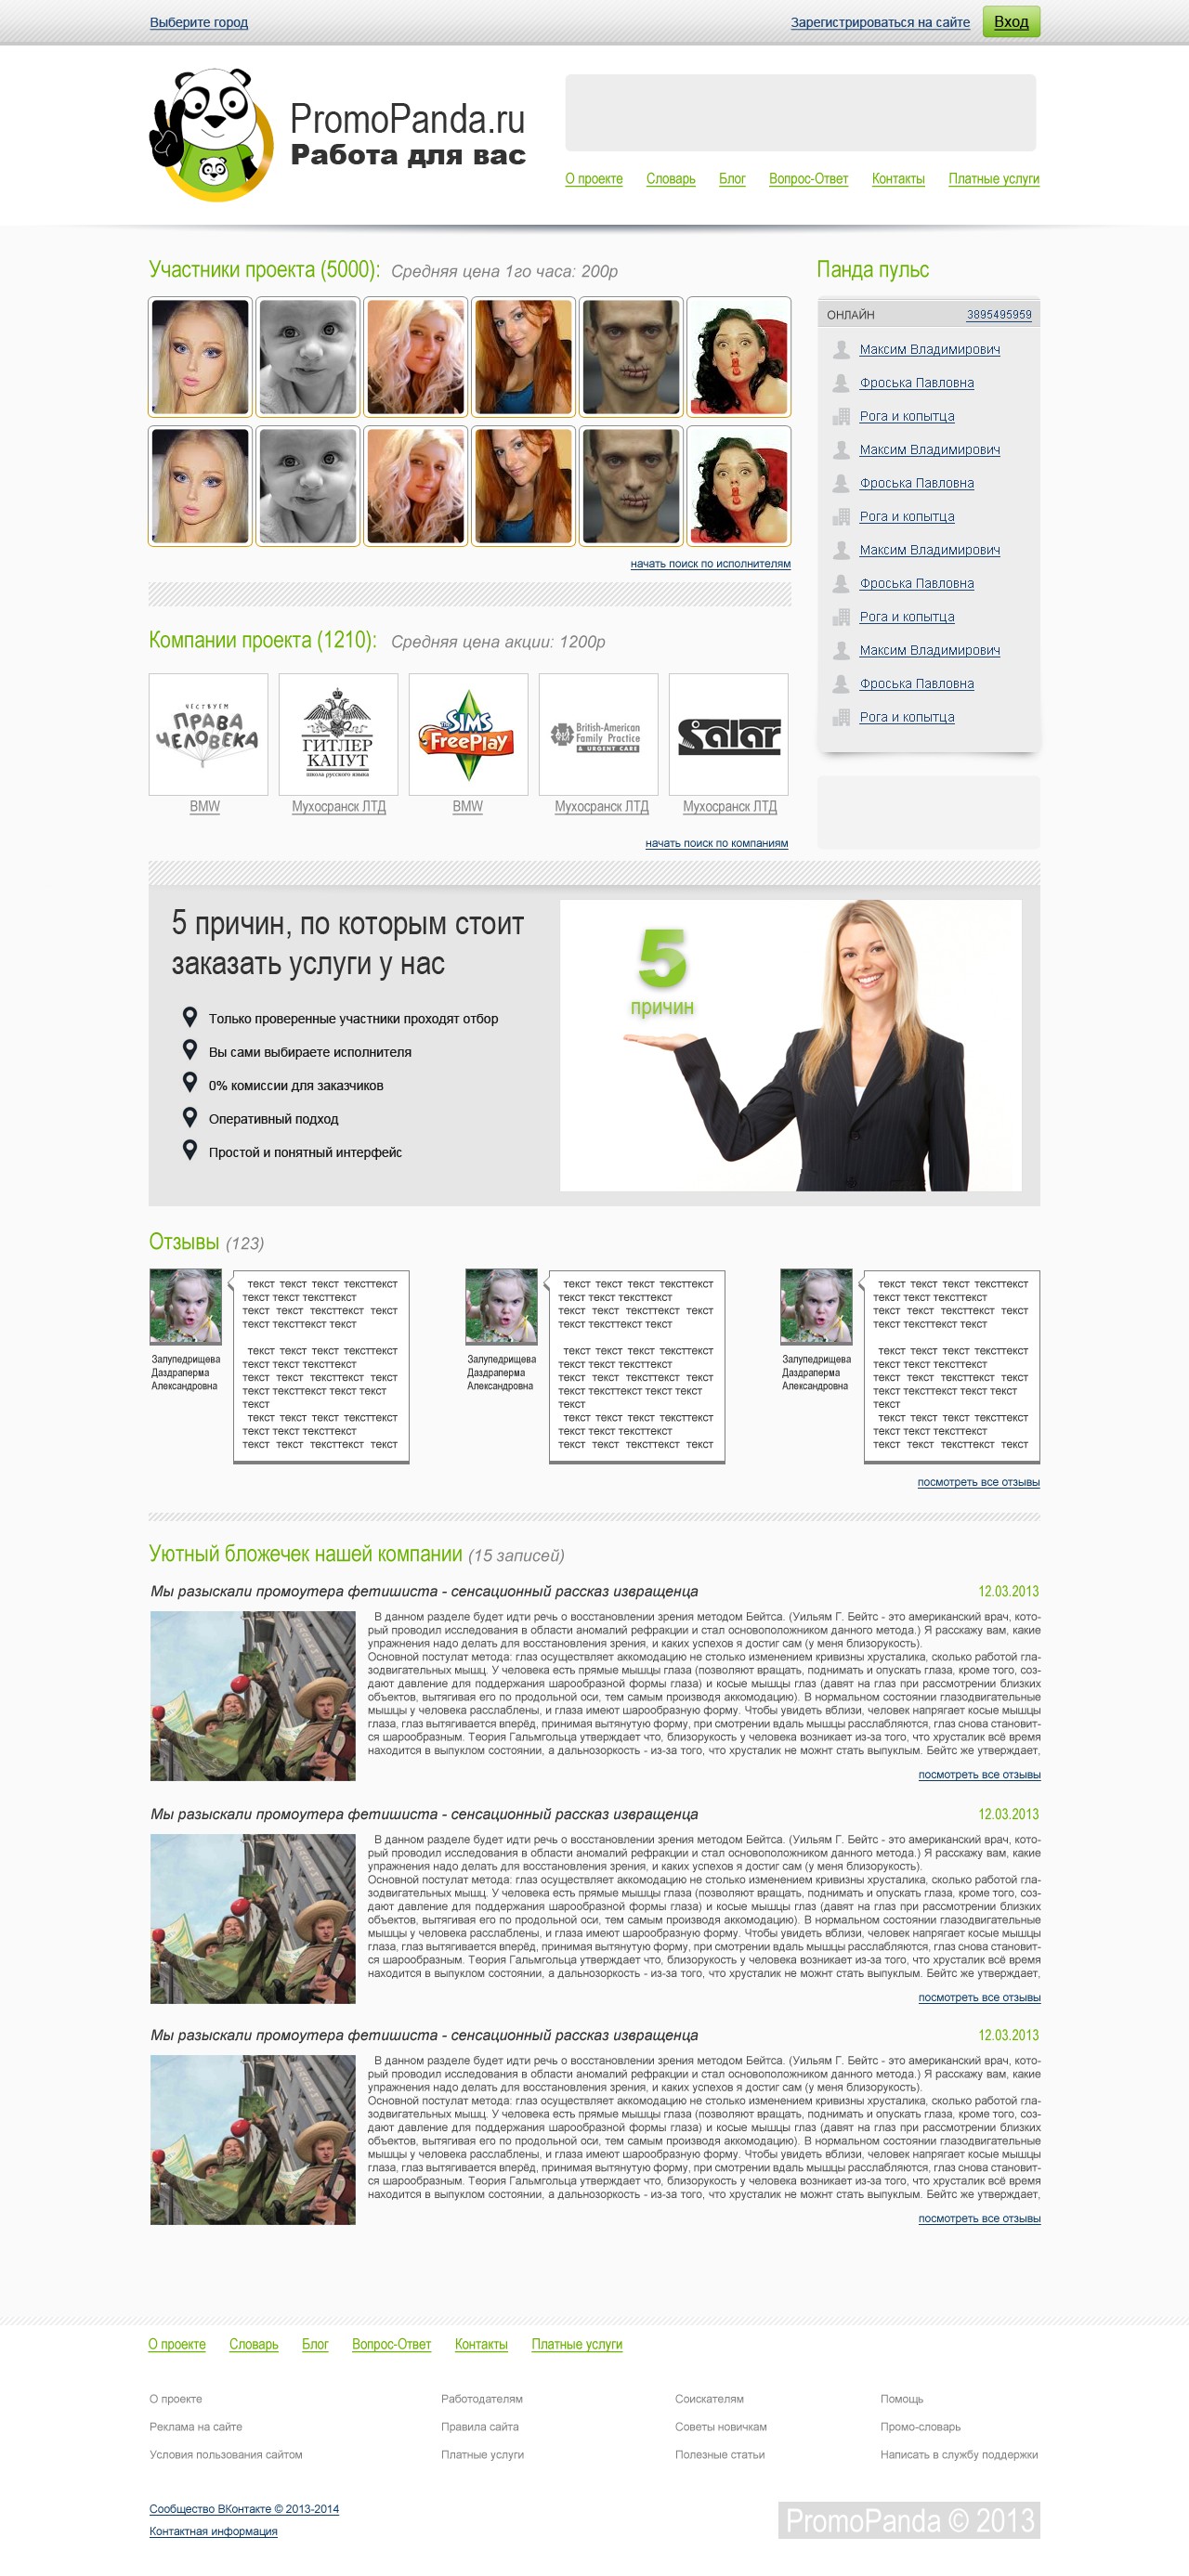 Выберите город
Зарегистрироваться на сайте
Вход
PromoPanda.ru
Работа для вас
О проекте Словарь Блог Вопрос-Ответ Контакты Платные услуги
Участники проекта (5000): Средняя цена 1го часа: 200р
начать поиск по исполнителям
Панда пульс
ОНЛАЙН 3895495959
Максим Владимирович
Фроська Павловна
Рога и копытца
Максим Владимирович
Фроська Павловна
Рога и копытца
Максим Владимирович
Фроська Павловна
Рога и копытца
Максим Владимирович
Фроська Павловна
Рога и копытца
Компании проекта (1210): Средняя цена акции: 1200р
чествуем
ПРАВА
ЧЕЛОВЕКА
ГИТЛЕР
КАПУТ
школа русского языка
The SIMS
FreePlay
British-American
Family Practice
& URGENT CARE
Salar
BMW
Мухосранск ЛТД
BMW
Мухосранск ЛТД
Мухосранск ЛТД
начать поиск по компаниям
5 причин, по которым стоит
заказать услуги у нас
Только проверенные участники проходят отбор
Вы сами выбираете исполнителя
0% комиссии для заказчиков
Оперативный подход
Простой и понятный интерфейс
5
причин
Отзывы (123)
Залупедрищева
Даздраперма
Александровна
текст текст текст тексттекст
текст текст тексттекст
текст текст тексттекст текст
текст тексттекст текст
текст текст текст тексттекст
текст текст тексттекст
текст текст тексттекст текст
текст тексттекст текст текст
текст
текст текст текст тексттекст
текст текст тексттекст
текст текст тексттекст текст
Залупедрищева
Даздраперма
Александровна
текст текст текст тексттекст
текст текст тексттекст
текст текст тексттекст текст
текст тексттекст текст
текст текст текст тексттекст
текст текст тексттекст
текст текст тексттекст текст
текст тексттекст текст текст
текст
текст текст текст тексттекст
текст текст тексттекст
текст текст тексттекст текст
Залупедрищева
Даздраперма
Александровна
текст текст текст тексттекст
текст текст тексттекст
текст текст тексттекст текст
текст тексттекст текст
текст текст текст тексттекст
текст текст тексттекст
текст текст тексттекст текст
текст тексттекст текст текст
текст
текст текст текст тексттекст
текст текст тексттекст
текст текст тексттекст текст
посмотреть все отзывы
Уютный бложечек нашей компании (15 записей)
Мы разыскали промоутера фетишиста - сенсационный рассказ извращенца 12.03.2013
В данном разделе будет идти речь о восстановлении зрения методом Бейтса. (Уильям Г. Бейтс - это американский врач, кото-
рый проводил исследования в области аномалий рефракции и стал основоположником данного метода.) Я расскажу вам, какие
упражнения надо делать для восстановления зрения, и каких успехов я достиг сам (у меня близорукость).
Основной постулат метода: глаз осуществляет аккомодацию не столько изменением кривизны хрусталика, сколько работой гла-
зодвигательных мышц. У человека есть прямые мышцы глаза (позволяют вращать, поднимать и опускать глаза, кроме того, соз-
дают давление для поддержания шарообразной формы глаза) и косые мышцы глаз (давят на глаз при рассмотрении близких
объектов, вытягивая его по продольной оси, тем самым производя аккомодацию). В нормальном состоянии глазодвигательные
мышцы у человека расслаблены, и глаза имеют шарообразную форму. Чтобы увидеть вблизи, человек напрягает косые мышцы
глаза, глаз вытягивается вперёд, принимая вытянутую форму, при смотрении вдаль мышцы расслабляются, глаз снова становит-
ся шарообразным. Теория Гальмгольца утверждает что, близорукость у человека возникает из-за того, что хрусталик всё время
находится в выпуклом состоянии, а дальнозоркость - из-за того, что хрусталик не можнт стать выпуклым. Бейтс же утверждает,
посмотреть все отзывы
Мы разыскали промоутера фетишиста - сенсационный рассказ извращенца 12.03.2013
В данном разделе будет идти речь о восстановлении зрения методом Бейтса. (Уильям Г. Бейтс - это американский врач, кото-
рый проводил исследования в области аномалий рефракции и стал основоположником данного метода.) Я расскажу вам, какие
упражнения надо делать для восстановления зрения, и каких успехов я достиг сам (у меня близорукость).
Основной постулат метода: глаз осуществляет аккомодацию не столько изменением кривизны хрусталика, сколько работой гла-
зодвигательных мышц. У человека есть прямые мышцы глаза (позволяют вращать, поднимать и опускать глаза, кроме того, соз-
дают давление для поддержания шарообразной формы глаза) и косые мышцы глаз (давят на глаз при рассмотрении близких
объектов, вытягивая его по продольной оси, тем самым производя аккомодацию). В нормальном состоянии глазодвигательные
мышцы у человека расслаблены, и глаза имеют шарообразную форму. Чтобы увидеть вблизи, человек напрягает косые мышцы
глаза, глаз вытягивается вперёд, принимая вытянутую форму, при смотрении вдаль мышцы расслабляются, глаз снова становит-
ся шарообразным. Теория Гальмгольца утверждает что, близорукость у человека возникает из-за того, что хрусталик всё время
находится в выпуклом состоянии, а дальнозоркость - из-за того, что хрусталик не можнт стать выпуклым. Бейтс же утверждает,
посмотреть все отзывы
Мы разыскали промоутера фетишиста - сенсационный рассказ извращенца 12.03.2013
В данном разделе будет идти речь о восстановлении зрения методом Бейтса. (Уильям Г. Бейтс - это американский врач, кото-
рый проводил исследования в области аномалий рефракции и стал основоположником данного метода.) Я расскажу вам, какие
упражнения надо делать для восстановления зрения, и каких успехов я достиг сам (у меня близорукость).
Основной постулат метода: глаз осуществляет аккомодацию не столько изменением кривизны хрусталика, сколько работой гла-
зодвигательных мышц. У человека есть прямые мышцы глаза (позволяют вращать, поднимать и опускать глаза, кроме того, соз-
дают давление для поддержания шарообразной формы глаза) и косые мышцы глаз (давят на глаз при рассмотрении близких
объектов, вытягивая его по продольной оси, тем самым производя аккомодацию). В нормальном состоянии глазодвигательные
мышцы у человека расслаблены, и глаза имеют шарообразную форму. Чтобы увидеть вблизи, человек напрягает косые мышцы
глаза, глаз вытягивается вперёд, принимая вытянутую форму, при смотрении вдаль мышцы расслабляются, глаз снова становит-
ся шарообразным. Теория Гальмгольца утверждает что, близорукость у человека возникает из-за того, что хрусталик всё время
находится в выпуклом состоянии, а дальнозоркость - из-за того, что хрусталик не можнт стать выпуклым. Бейтс же утверждает,
посмотреть все отзывы
О проекте Словарь Блог Вопрос-Ответ Контакты Платные услуги
О проекте Работодателям Соискателям Помощь
Реклама на сайте Правила сайта Советы новичкам Промо-словарь
Условия пользования сайтом Платные услуги Полезные статьи Написать в службу поддержки
Сообщество ВКонтакте © 2013-2014
Контактная информация
PromoPanda © 2013